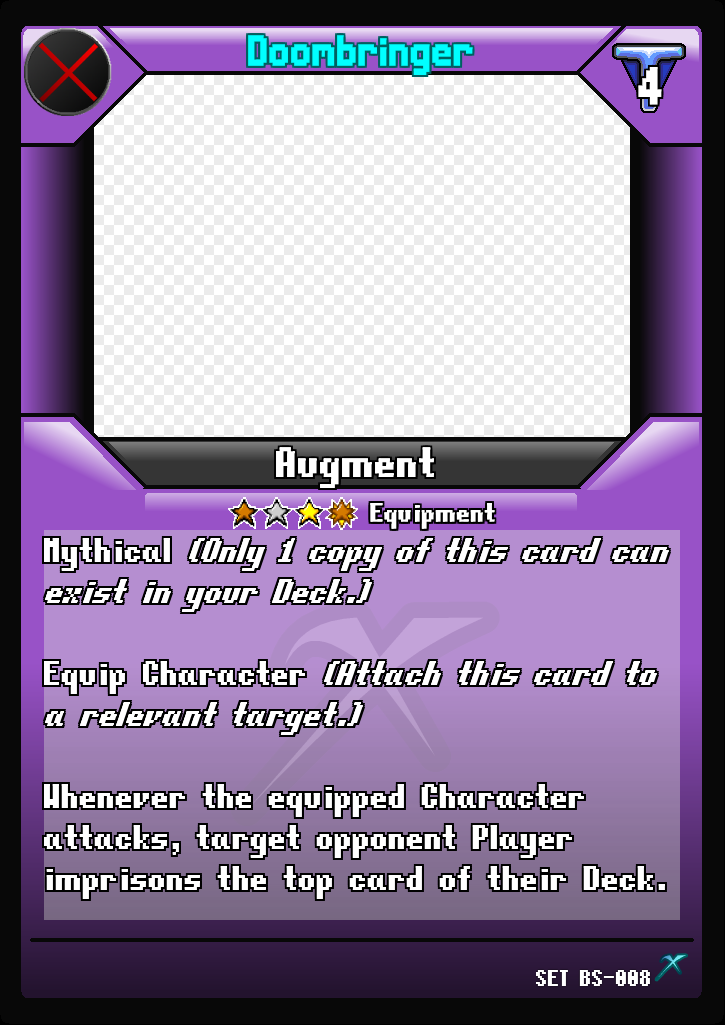 Doombringer
4
Augment
Equipment
Mythical (Only 1 copy of this card can
exist in your Deck.)
Equip Character (Attach this card to
a relevant target.)
Whenever the equipped Character
attacks, target opponent Player
imprisons the top card of their Deck.
SET BS-008